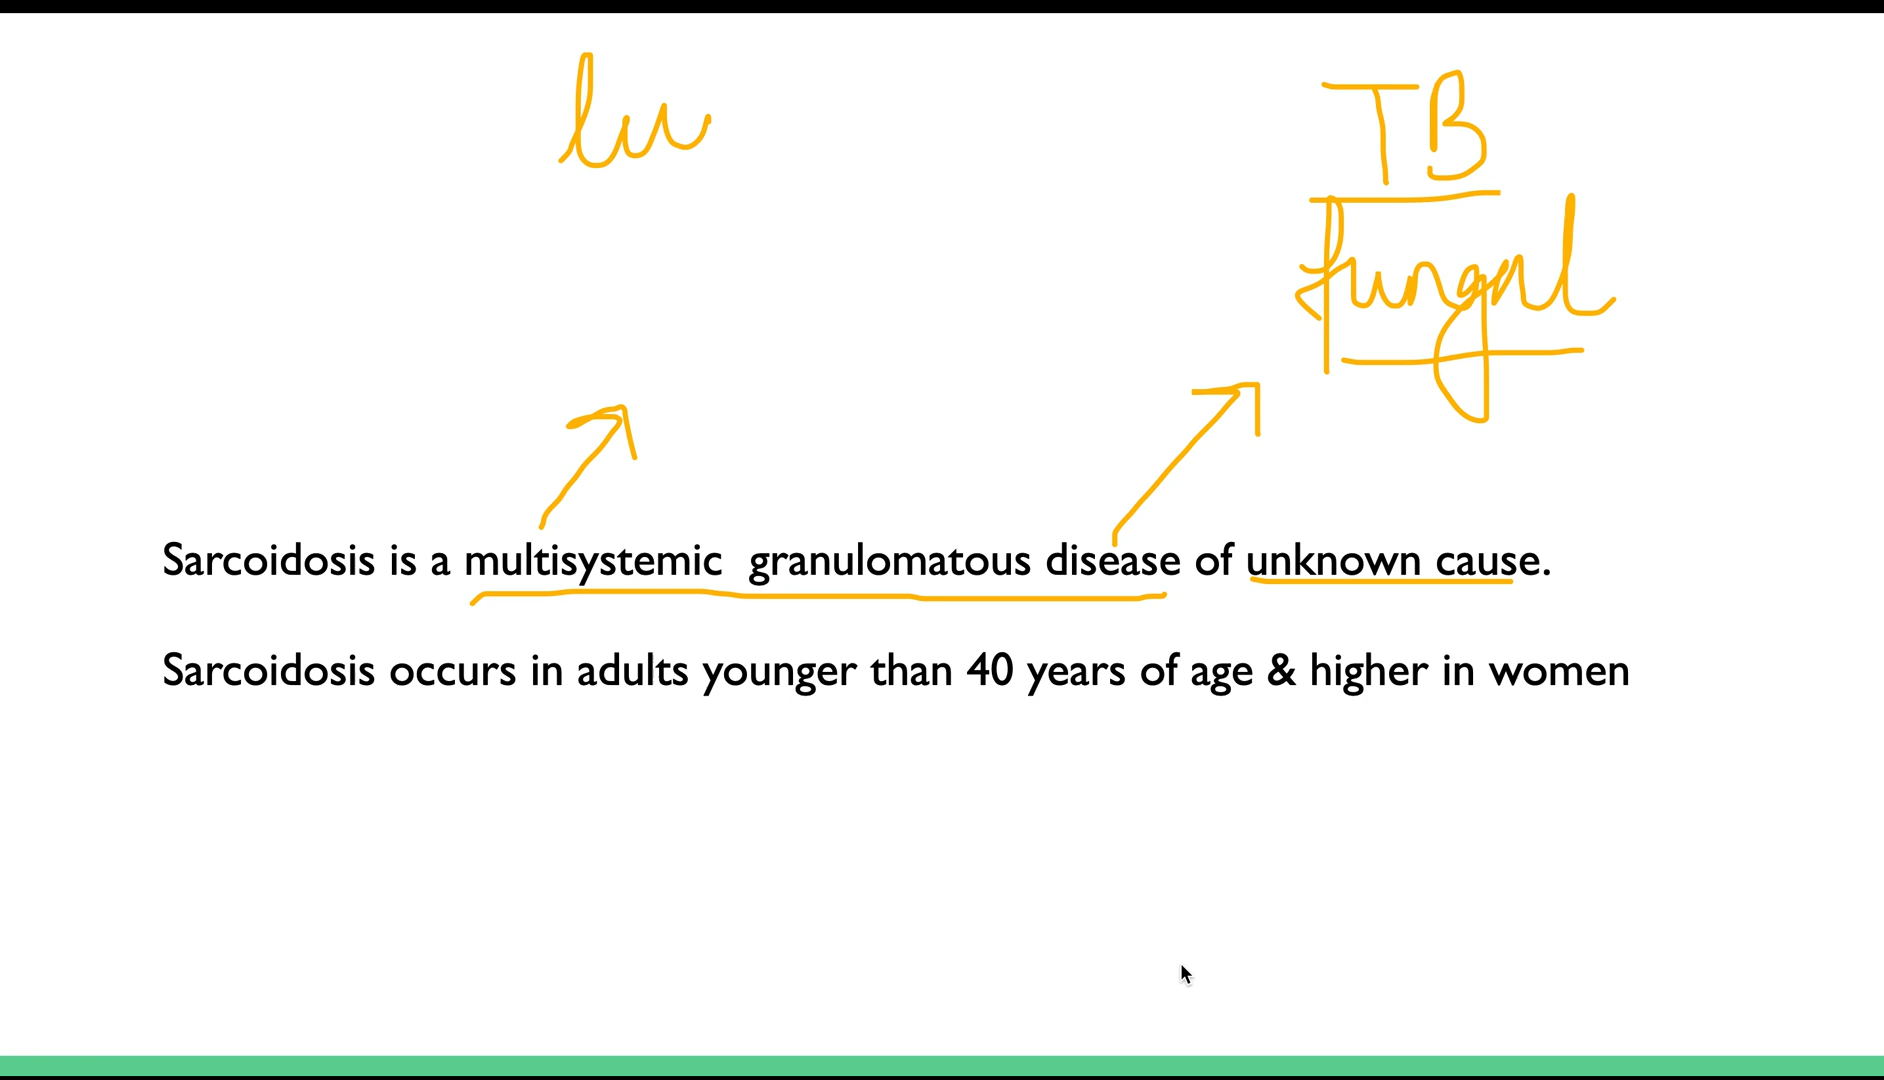 lu
TB
fungal
Sarcoidosis is a multisystemic granulomatous disease of unknown cause.
Sarcoidosis occurs in adults younger than 40 years of age & higher in women